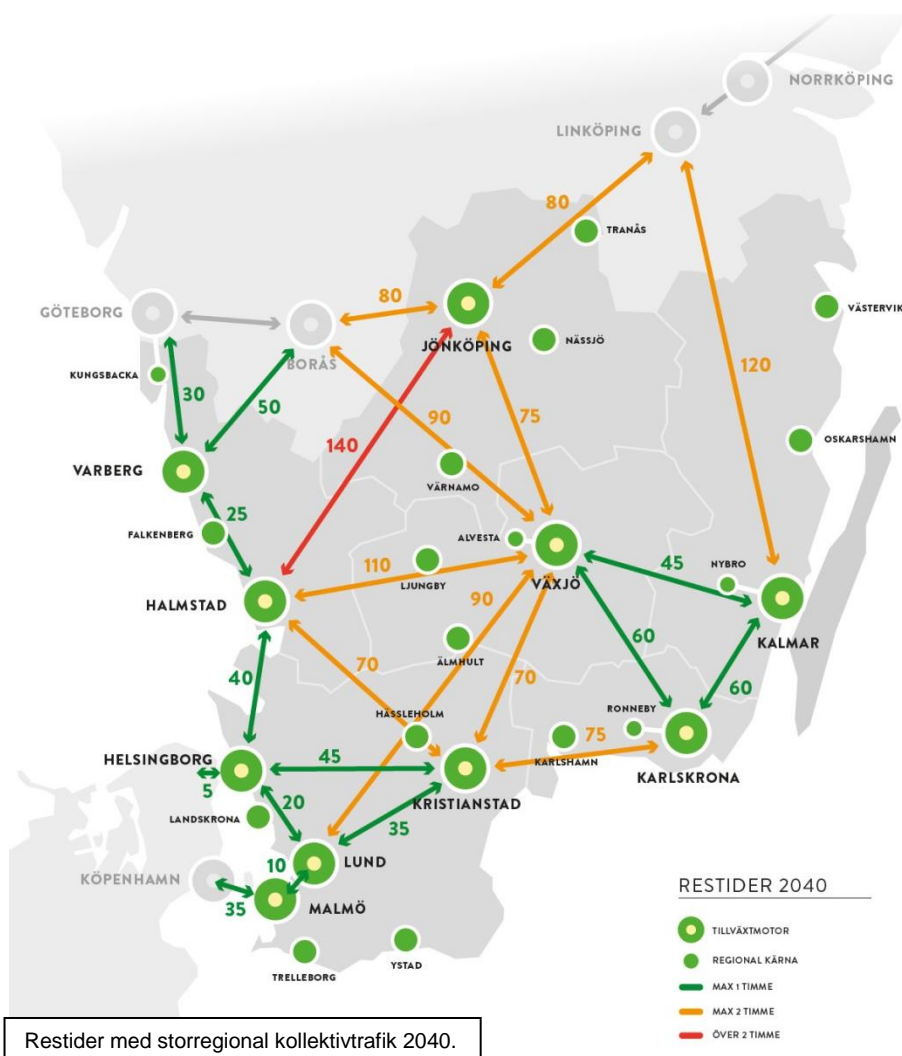 NORRKÖPING
LINKÖPING
80
TRANÅS
GÖTEBORG
80
VÄSTERVIK
JÖNKÖPING
NÄSSJÖ
BORÅS
KUNGSBACKA
30
50
120
90
75
140
OSKARSHAMN
VARBERG
VÄRNAMO
25
FALKENBERG
ALVESTA
110
LJUNGBY
VÄXJÖ
45
NYBRO
HALMSTAD
90
KALMAR
60
ÄLMHULT
70
70
60
40
RONNEBY
HÄSSLEHOLM
75
HELSINGBORG
45
KARLSHAMN
KARLSKRONA
5
20
KRISTIANSTAD
LANDSKRONA
35
10
LUND
KÖPENHAMN
35
MALMÖ
YSTAD
TRELLEBORG
RESTIDER 2040
TILLVÄXTMOTOR
REGIONAL KÄRNA
MAX 1 TIMME
MAX 2 TIMME
ÖVER 2 TIMME
Restider med storregional kollektivtrafik 2040.